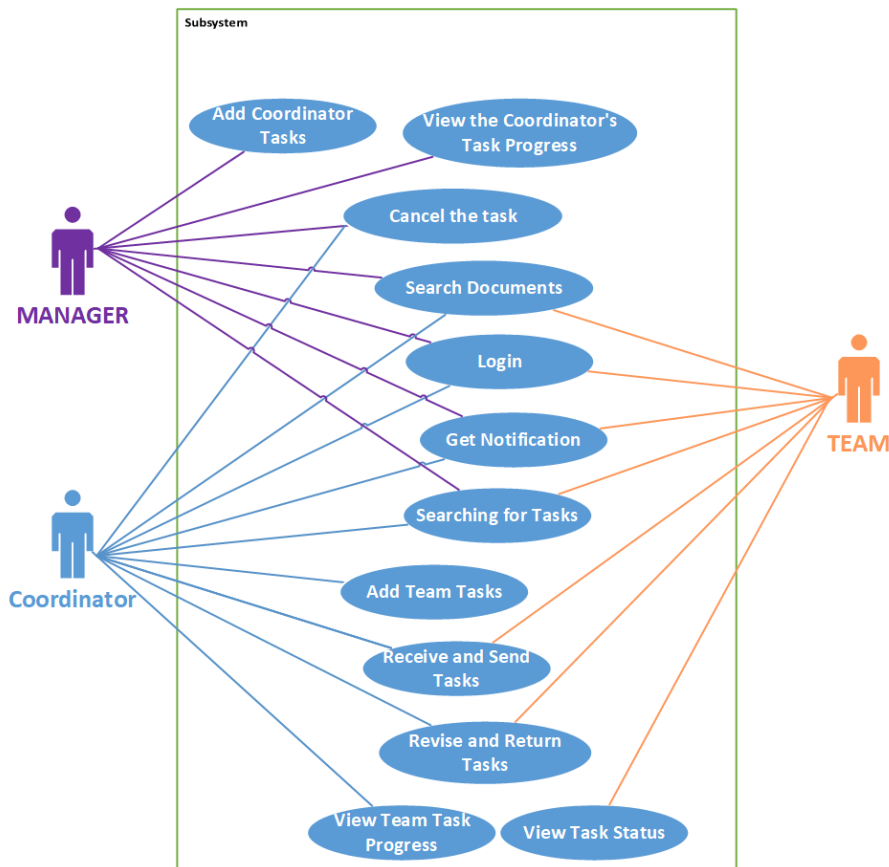 Subsystem
Add Coordinator
Tasks
View the Coordinator's
Task Progress
Cancel the task
MANAGER
Search Documents
Login
TEAM
Get Notification
Searching for Tasks
Coordinator
Add Team Tasks
Receive and Send
Tasks
Revise and Return
Tasks
View Team Task
Progress
View Task Status